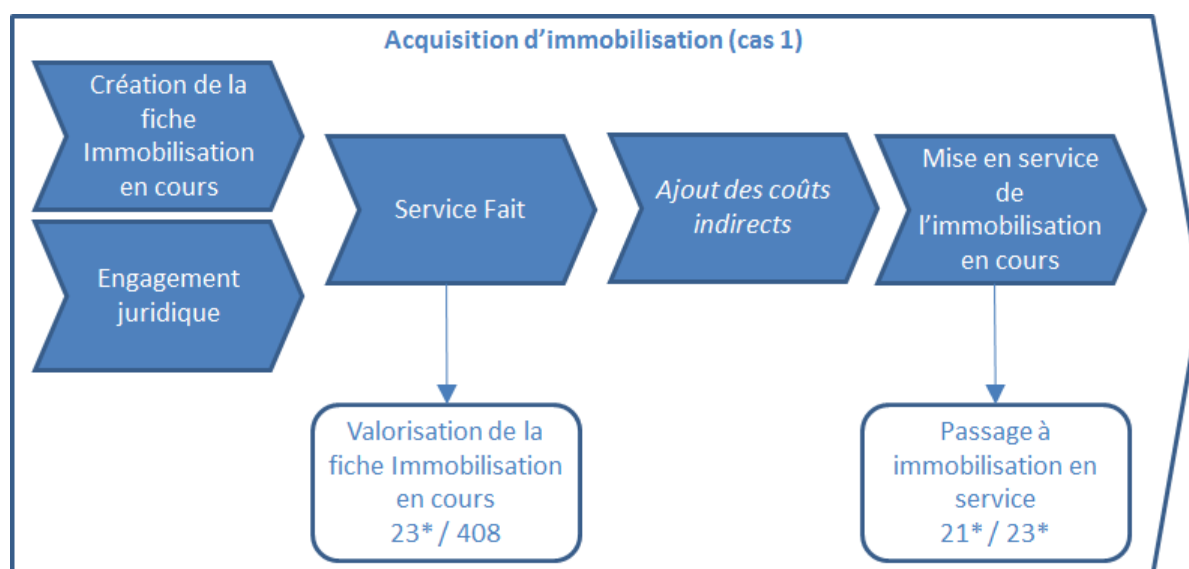 Acquisition d'immobilisation (cas 1)
Création de la
fiche
Immobilisation
en cours
Engagement
juridique
Service Fait
Ajout des coûts
indirects
Mise en service
de
l'immobilisation
en cours
Valorisation de la
fiche Immobilisation
en cours
23* / 408
Passage à
immobilisation en
service
21* / 23*